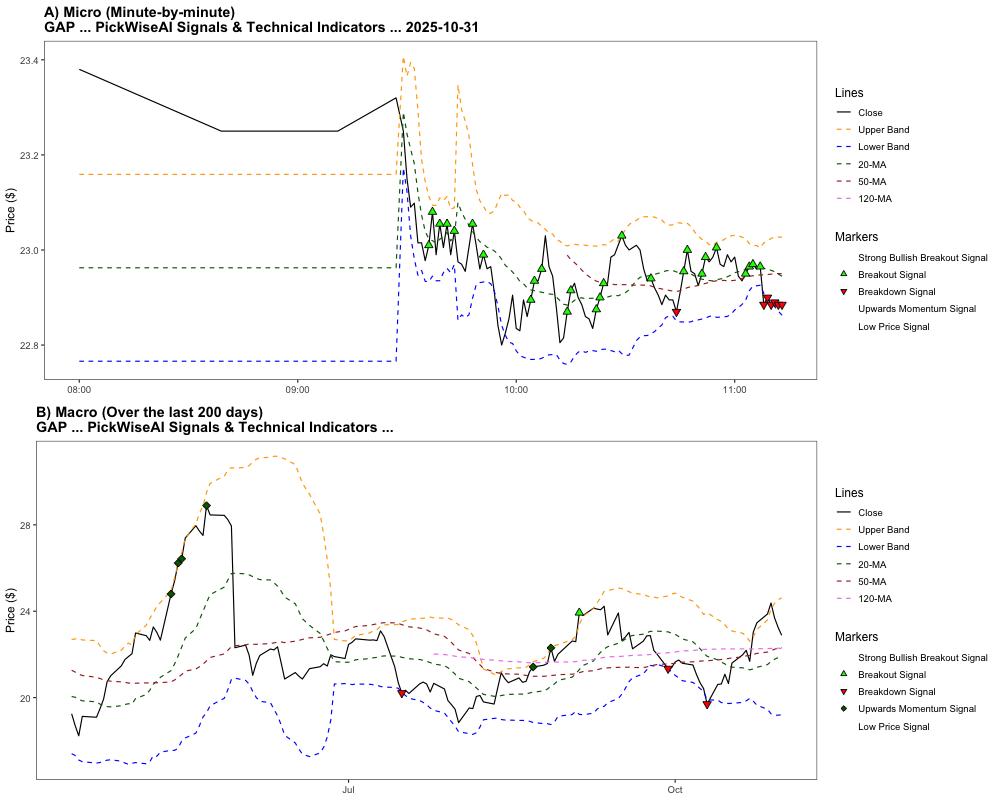 A) Micro (Minute-by-minute)
GAP ... PickWiseAI Signals & Technical Indicators ... 2025-10-31
23.4
23.2
23.0
22.8
Price ($)
08:00
09:00
10:00
11:00
Lines
Close
Upper Band
Lower Band
20-MA
50-MA
120-MA
Markers
Strong Bullish Breakout Signal
Breakout Signal
Breakdown Signal
Upwards Momentum Signal
Low Price Signal
B) Macro (Over the last 200 days)
GAP ... PickWiseAI Signals & Technical Indicators ...
28
24
20
Price ($)
Jul
Oct
Lines
Close
Upper Band
Lower Band
20-MA
50-MA
120-MA
Markers
Strong Bullish Breakout Signal
Breakout Signal
Breakdown Signal
Upwards Momentum Signal
Low Price Signal